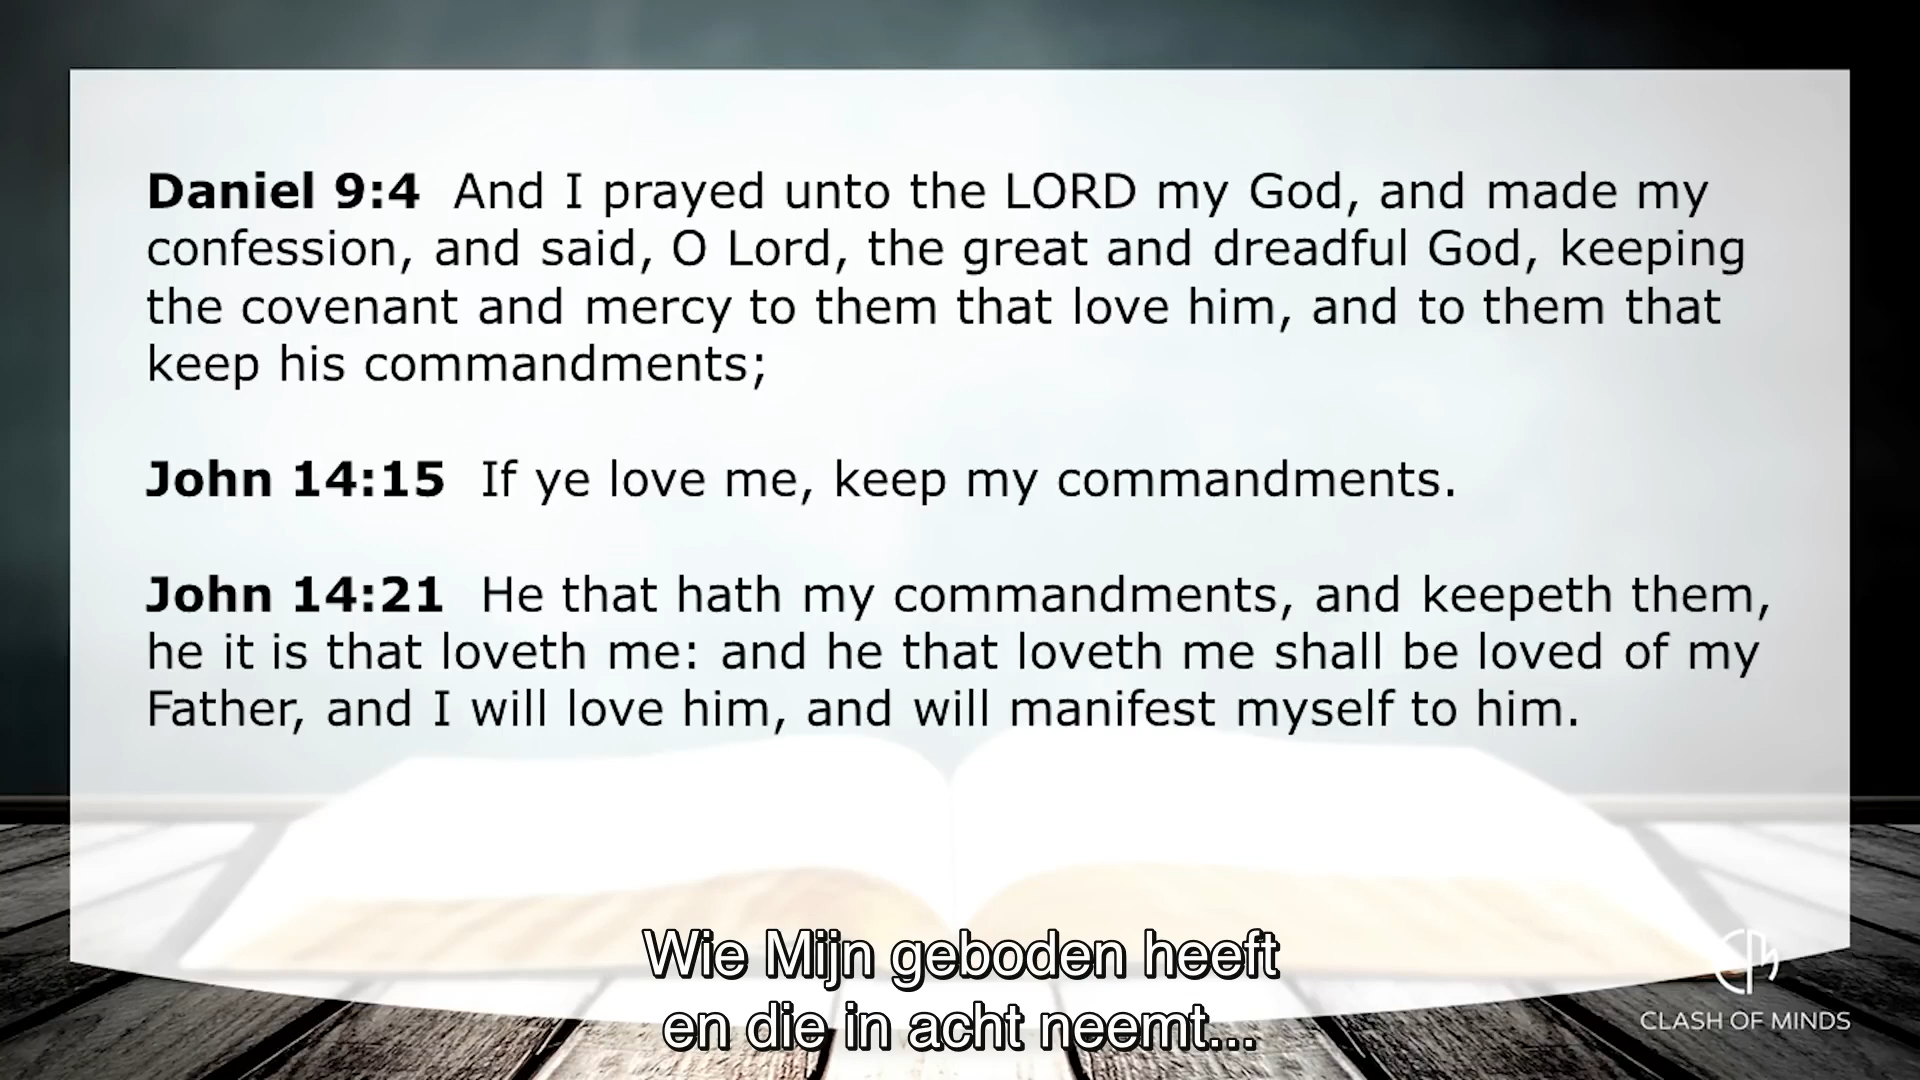 Daniel 9:4 And I prayed unto the LORD my God, and made my
confession, and said, O Lord, the great and dreadful God, keeping
the covenant and mercy to them that love him, and to them that
keep his commandments;
John 14:15 If ye love me, keep my commandments.
John 14:21 He that hath my commandments, and keepeth them,
he it is that loveth me: and he that loveth me shall be loved of my
Father, and I will love him, and will manifest myself to him.
Wie Mijn geboden heeft
en die in acht neemt...
CLASH OF MINDS